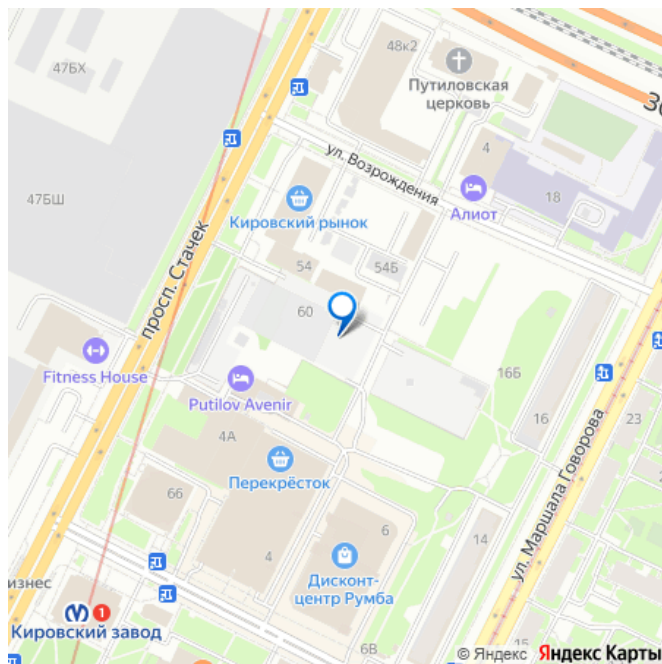 48к2
47БХ
Путиловская
церковь
ул. Возрождения
4
18
Алиот
47БШ
Кировский рынок
просп. Стачек
54
54Б
60
Fitness House
Putilov Avenir
16Б
16
23
4А
Перекрёсток
66
ул. Маршала Говорова
4
6
14
Дисконт-
центр Румба
1
Кировский завод
6В
15
© Яндекс Яндекс Карты